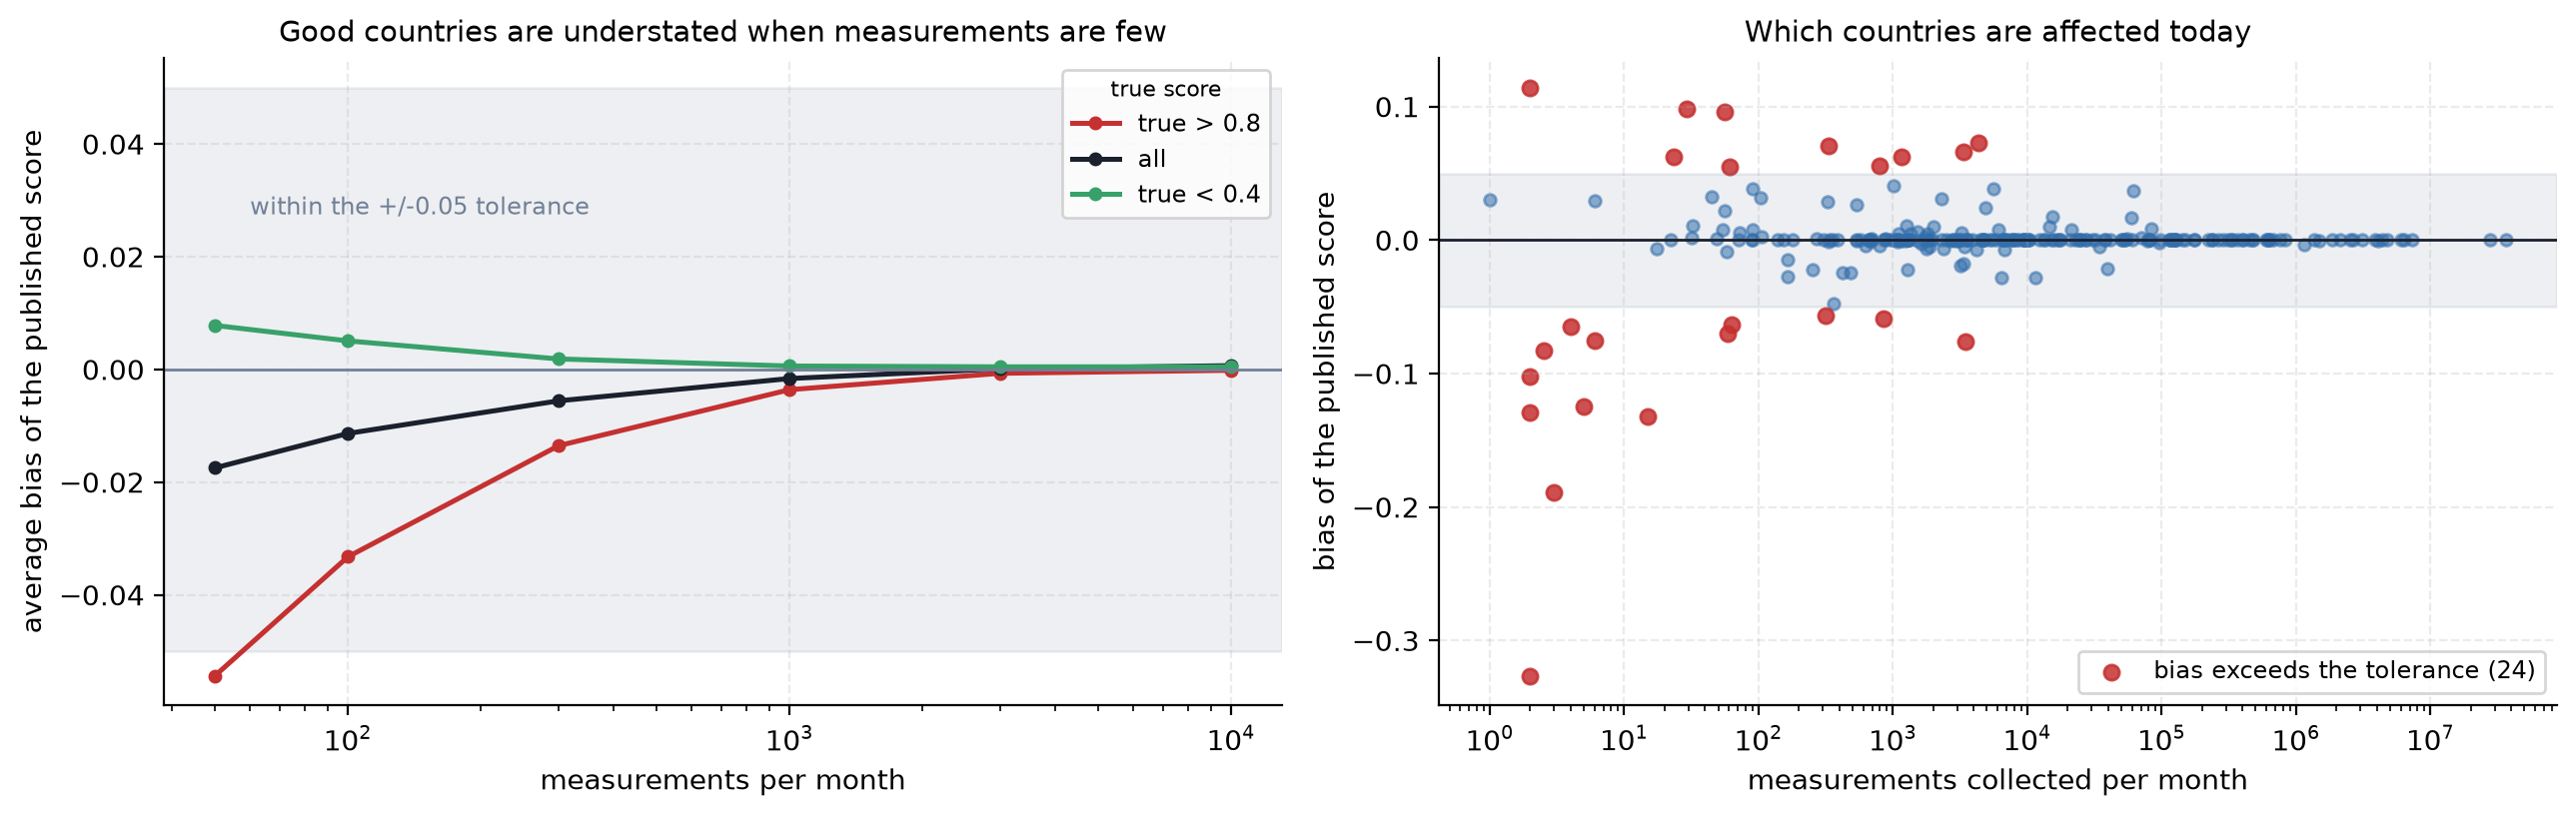 Good countries are understated when measurements are few
average bias of the published score
0.04
0.02
0.00
−0.02
−0.04
within the +/-0.05 tolerance
true score
true > 0.8
all
true < 0.4
10²
10³
10⁴
measurements per month
Which countries are affected today
bias of the published score
0.1
0.0
−0.1
−0.2
−0.3
bias exceeds the tolerance (24)
10⁰
10¹
10²
10³
10⁴
10⁵
10⁶
10⁷
measurements collected per month